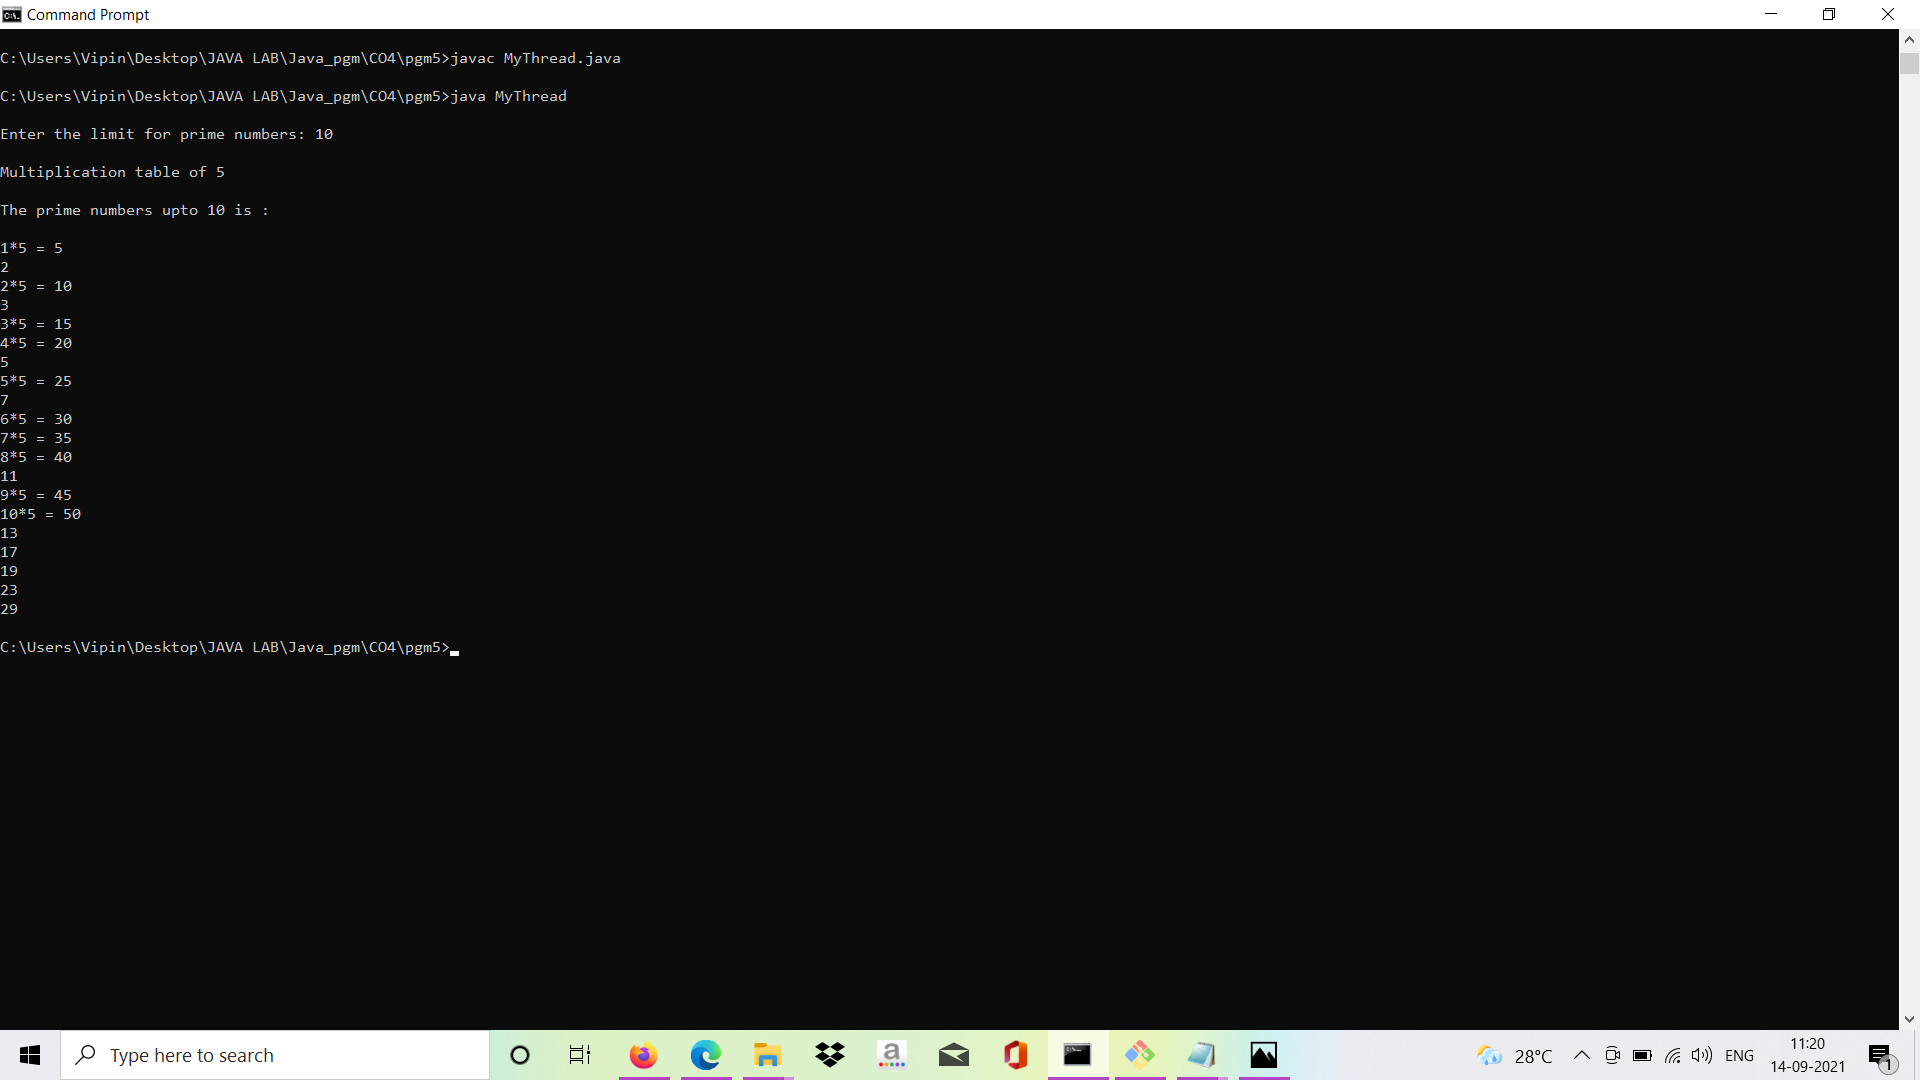 Command Prompt
C:\Users\Vipin\Desktop\JAVA LAB\Java_pgm\CO4\pgm5>javac MyThread.java
C:\Users\Vipin\Desktop\JAVA LAB\Java_pgm\CO4\pgm5>java MyThread
Enter the limit for prime numbers: 10
Multiplication table of 5
The prime numbers upto 10 is :
1*5 = 5
2
2*5 = 10
3
3*5 = 15
4*5 = 20
5
5*5 = 25
7
6*5 = 30
7*5 = 35
8*5 = 40
11
9*5 = 45
10*5 = 50
13
17
19
23
29
C:\Users\Vipin\Desktop\JAVA LAB\Java_pgm\CO4\pgm5>
Type here to search
28°C
ENG
11:20
14-09-2021
1